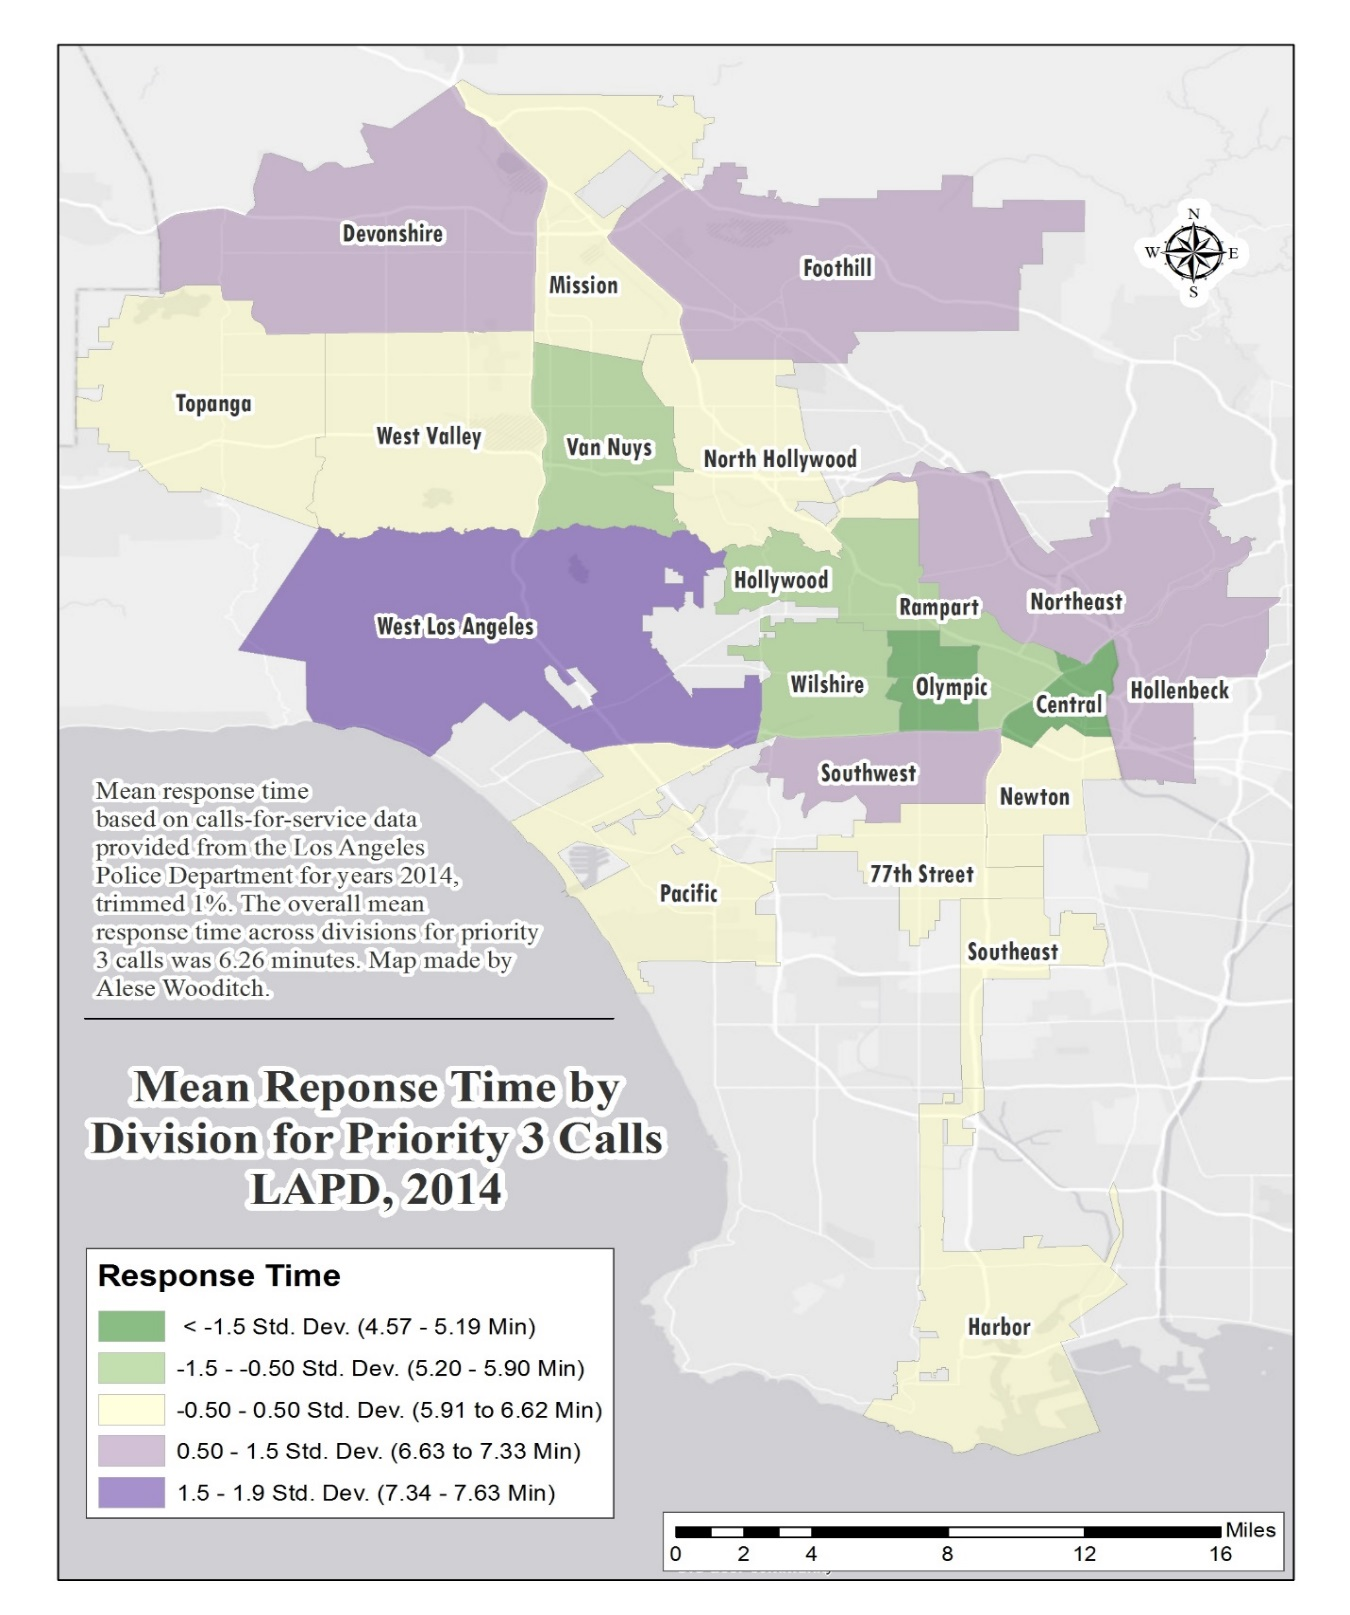 N
W E
S
Devonshire
Foothill
Mission
Topanga
West Valley
Van Nuys
North Hollywood
Hollywood
Rampart
Northeast
West Los Angeles
Wilshire
Olympic
Central
Hollenbeck
Southwest
Newton
77th Street
Pacific
Southeast
Harbor
Mean response time
based on calls-for-service data
provided from the Los Angeles
Police Department for years 2014,
trimmed 1%. The overall mean
response time across divisions for priority
3 calls was 6.26 minutes. Map made by
Alese Wooditch.
Mean Reponse Time by
Division for Priority 3 Calls
LAPD, 2014
Response Time
< -1.5 Std. Dev. (4.57 - 5.19 Min)
-1.5 - -0.50 Std. Dev. (5.20 - 5.90 Min)
-0.50 - 0.50 Std. Dev. (5.91 to 6.62 Min)
0.50 - 1.5 Std. Dev. (6.63 to 7.33 Min)
1.5 - 1.9 Std. Dev. (7.34 - 7.63 Min)
Miles
0 2 4 8 12 16